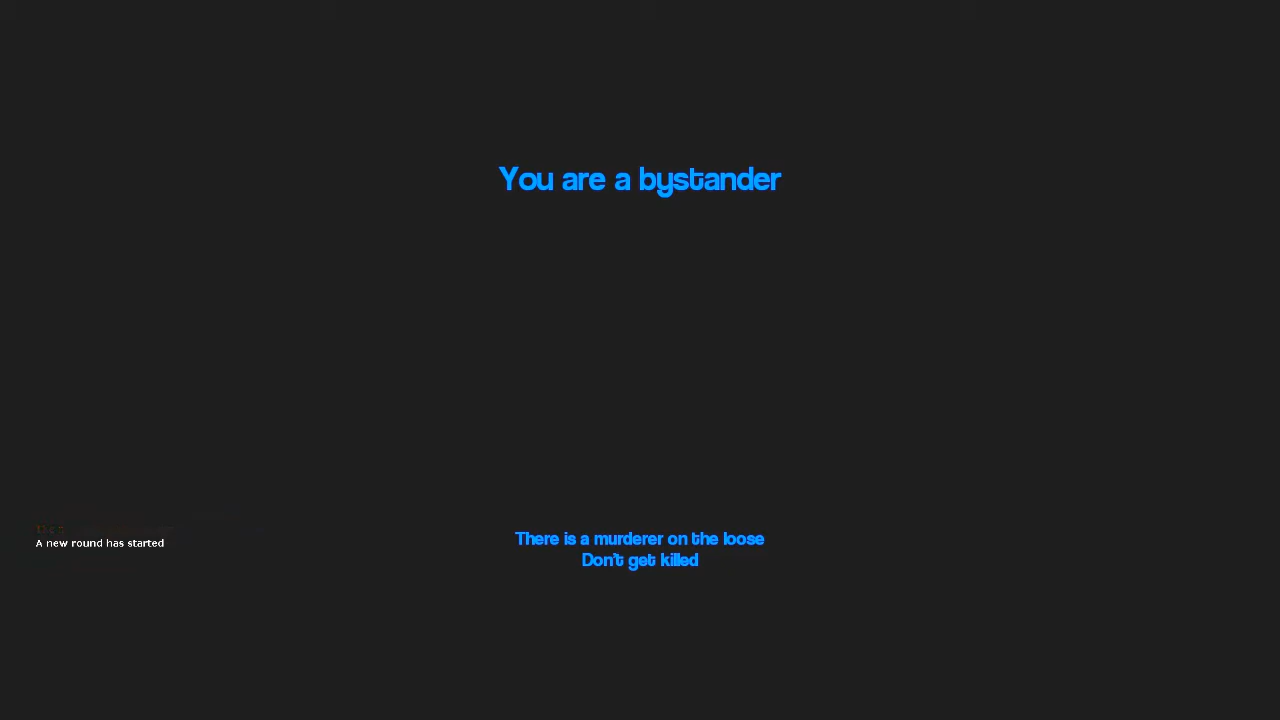 You are a bystander
A new round has started
There is a murderer on the loose
Don't get killed